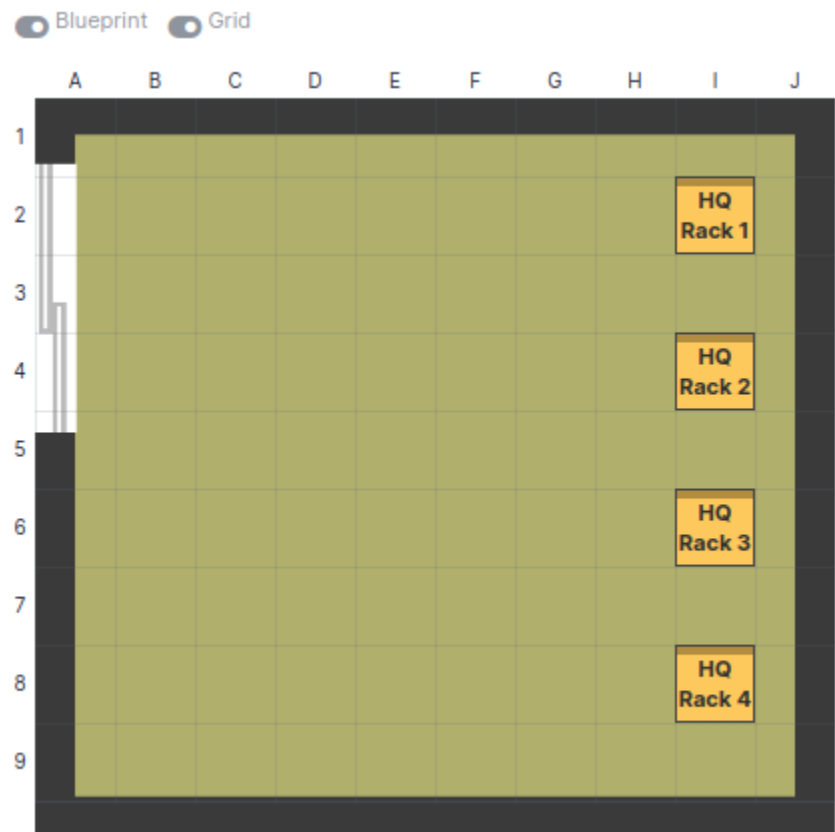 Blueprint Grid
A B C D E F G H I J
1
2
HQ
Rack 1
3
4
HQ
Rack 2
5
6
HQ
Rack 3
7
8
HQ
Rack 4
9